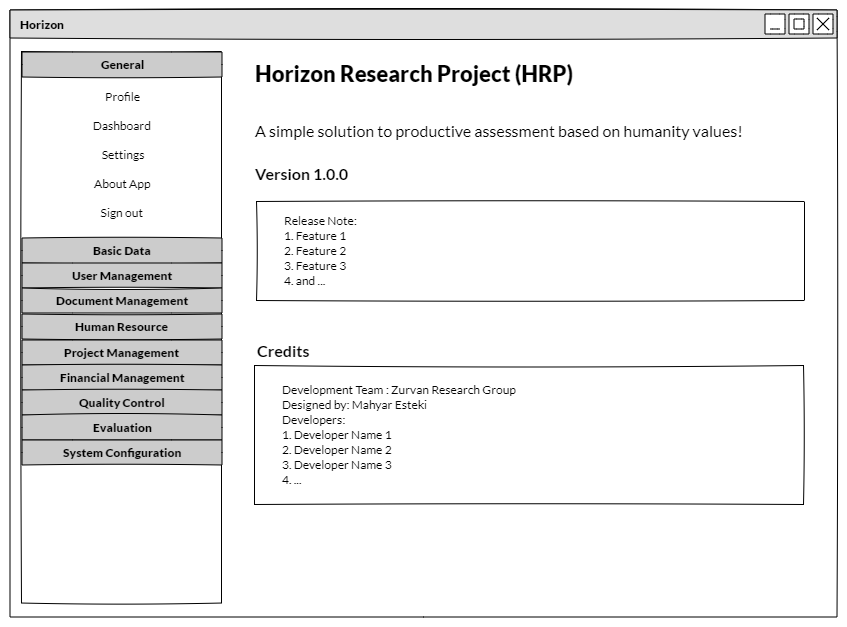 Horizon
General
Profile
Dashboard
Settings
About App
Sign out
Basic Data
User Management
Document Management
Human Resource
Project Management
Financial Management
Quality Control
Evaluation
System Configuration
Horizon Research Project (HRP)
A simple solution to productive assessment based on humanity values!
Version 1.0.0
Release Note:
1. Feature 1
2. Feature 2
3. Feature 3
4. and ...
Credits
Development Team : Zurvan Research Group
Designed by: Mahyar Esteki
Developers:
1. Developer Name 1
2. Developer Name 2
3. Developer Name 3
4. ...